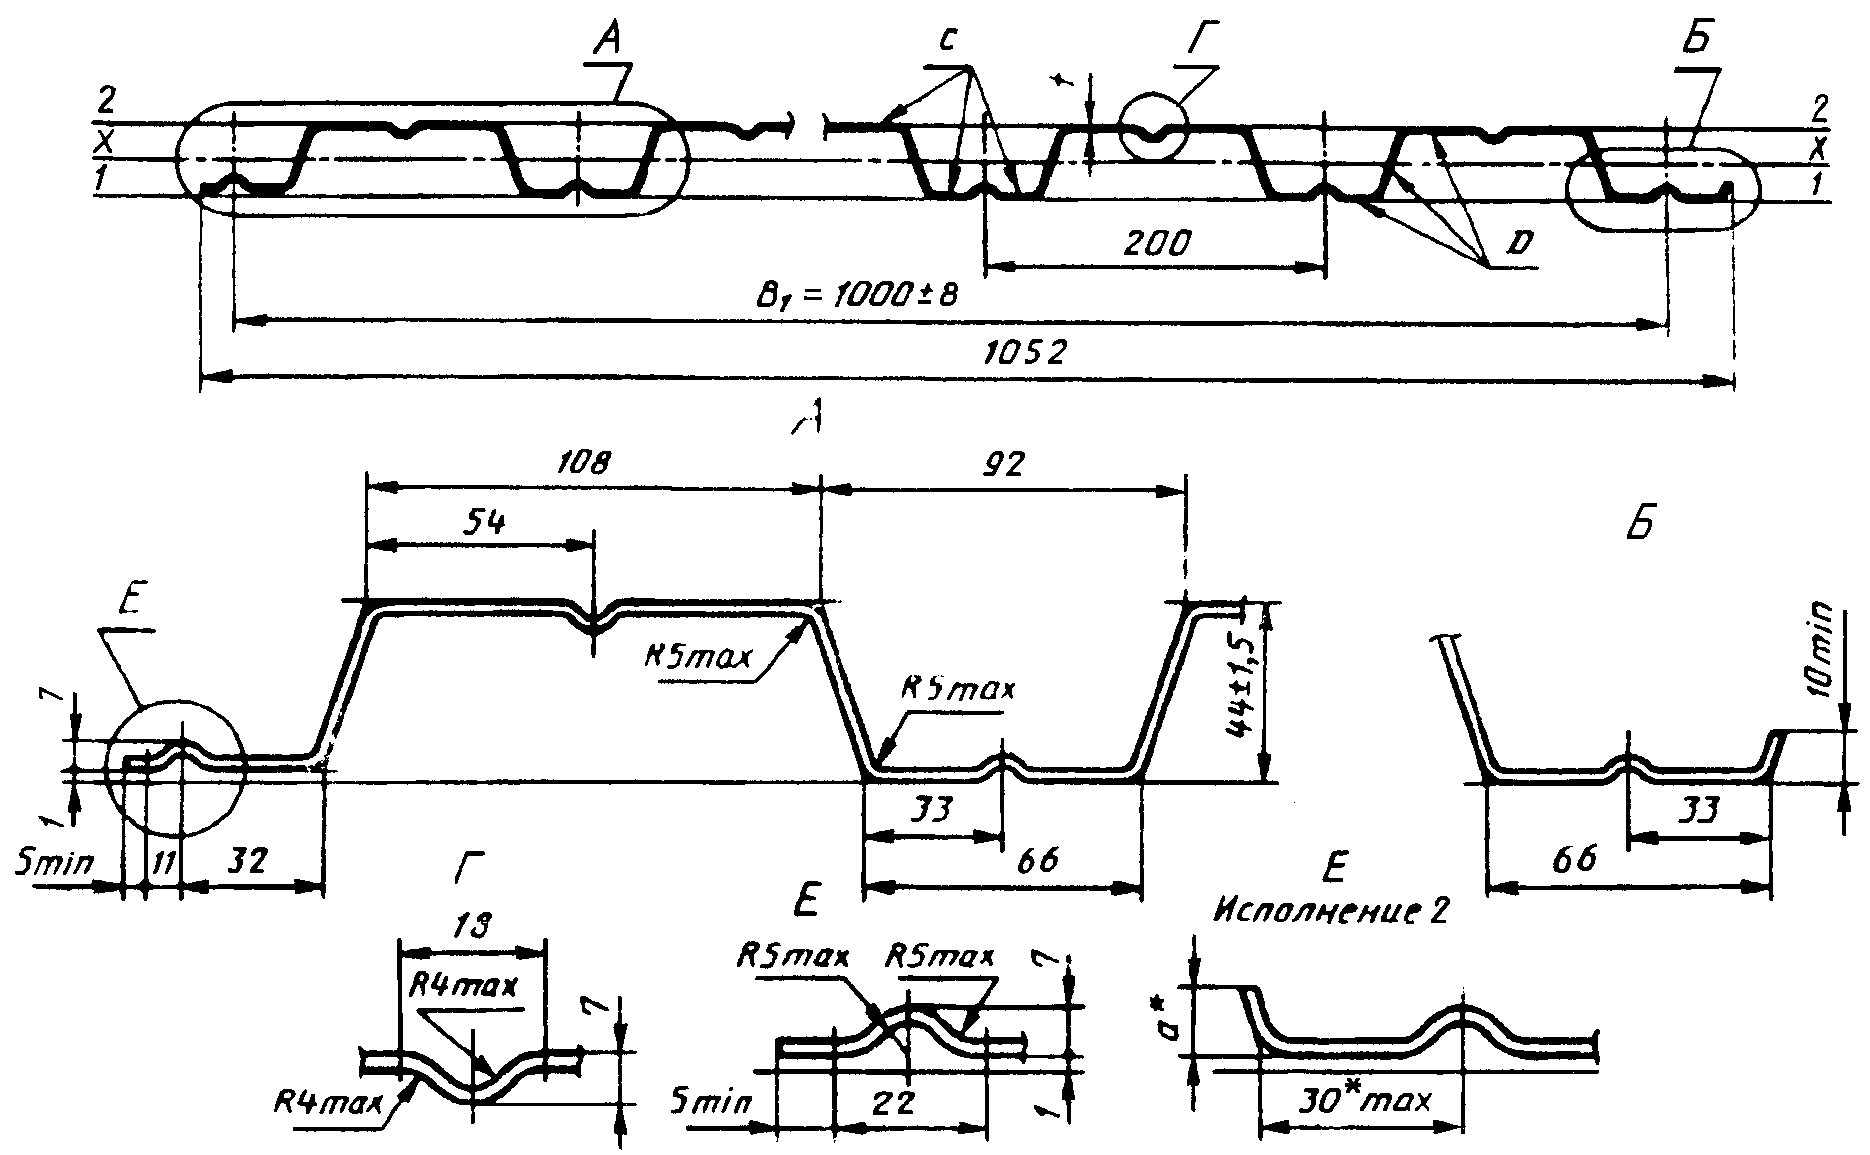 А
с
t
Г
Б
2
2
х
х
1
1
200
D
B₁ = 1000±8
1052
А
108
92
54
Б
Е
R5max
R5max
44±1,5
10min
7
1
5min
11
32
33
66
33
66
Г
Е
Е
Исполнение 2
R4max
7
R4max
R5max
R5max
7
5min
22
1
а*
30*max